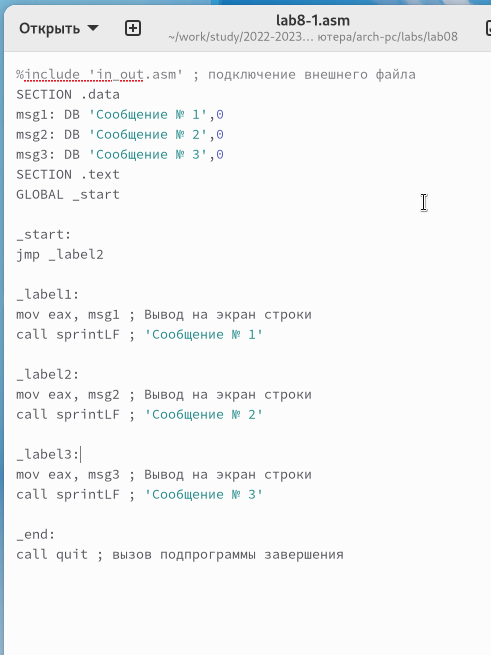 Открыть
lab8-1.asm
~/work/study/2022-2023... ютера/arch-pc/labs/lab08
%include 'in_out.asm' ; подключение внешнего файла
SECTION .data
msg1: DB 'Сообщение № 1',0
msg2: DB 'Сообщение № 2',0
msg3: DB 'Сообщение № 3',0
SECTION .text
GLOBAL _start
_start:
jmp _label2
_label1:
mov eax, msg1 ; Вывод на экран строки
call sprintLF ; 'Сообщение № 1'
_label2:
mov eax, msg2 ; Вывод на экран строки
call sprintLF ; 'Сообщение № 2'
_label3:
mov eax, msg3 ; Вывод на экран строки
call sprintLF ; 'Сообщение № 3'
_end:
call quit ; вызов подпрограммы завершения